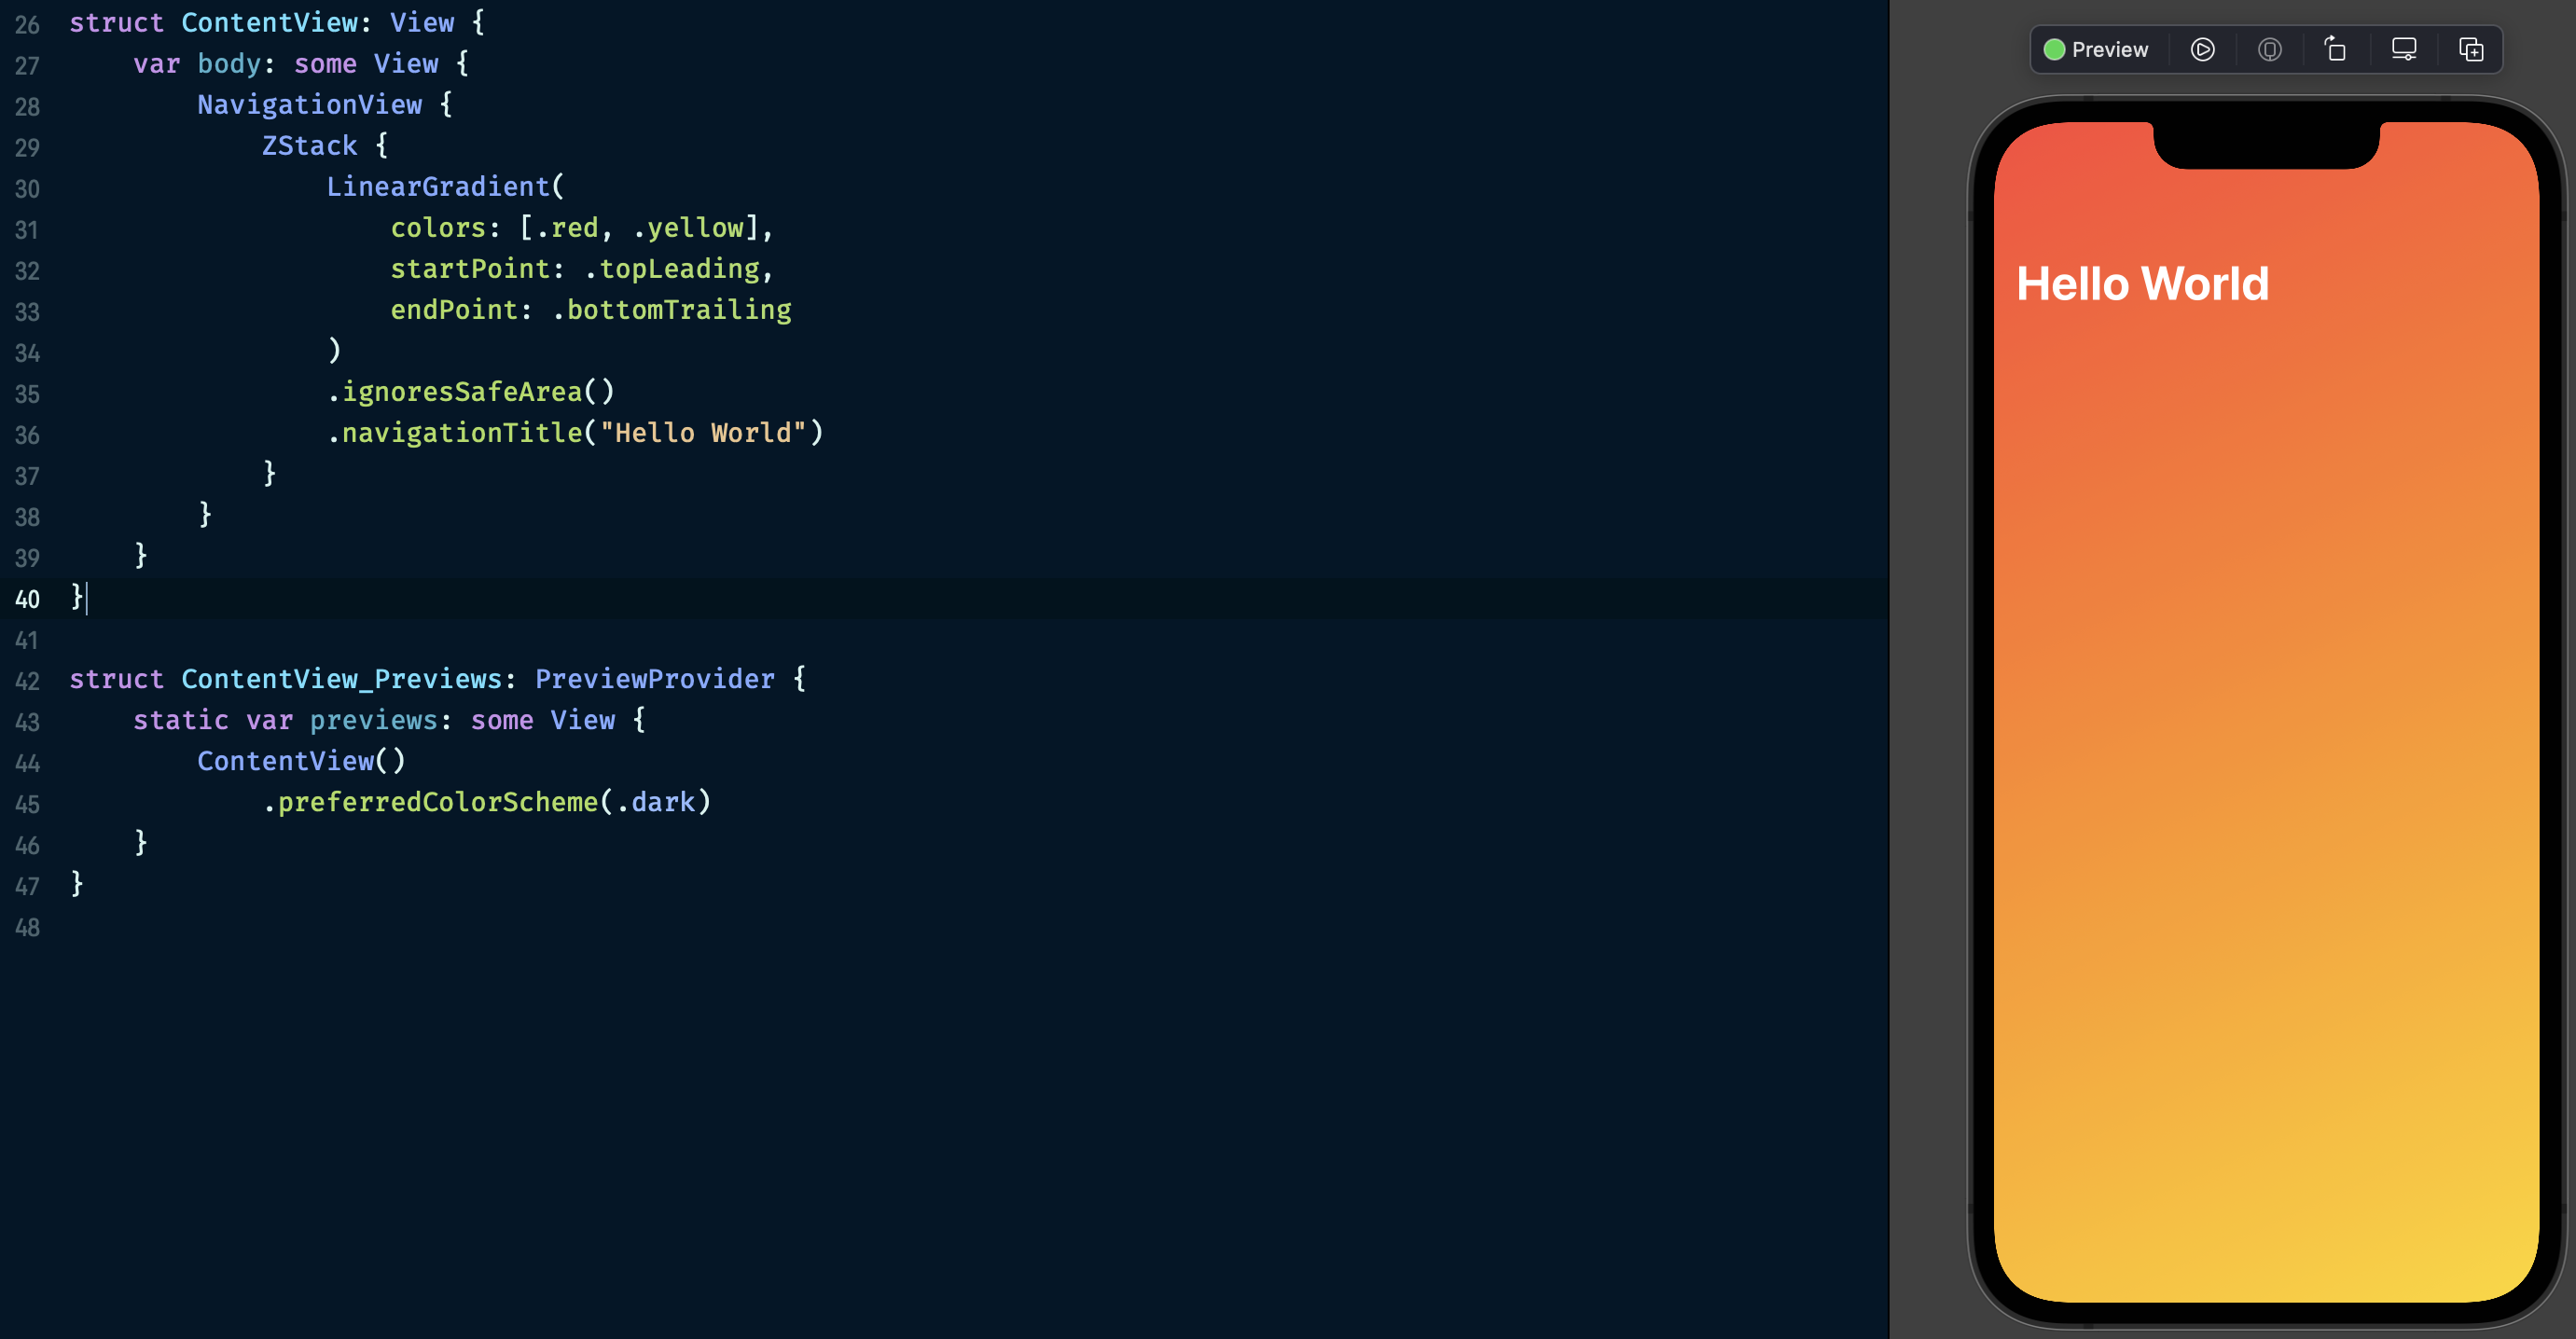 26 struct ContentView: View {
27     var body: some View {
28         NavigationView {
29             ZStack {
30                 LinearGradient(
31                     colors: [.red, .yellow],
32                     startPoint: .topLeading,
33                     endPoint: .bottomTrailing
34                 )
35                 .ignoresSafeArea()
36                 .navigationTitle("Hello World")
37             }
38         }
39     }
40 }
41
42 struct ContentView_Previews: PreviewProvider {
43     static var previews: some View {
44         ContentView()
45             .preferredColorScheme(.dark)
46     }
47 }
48
Preview
Hello World